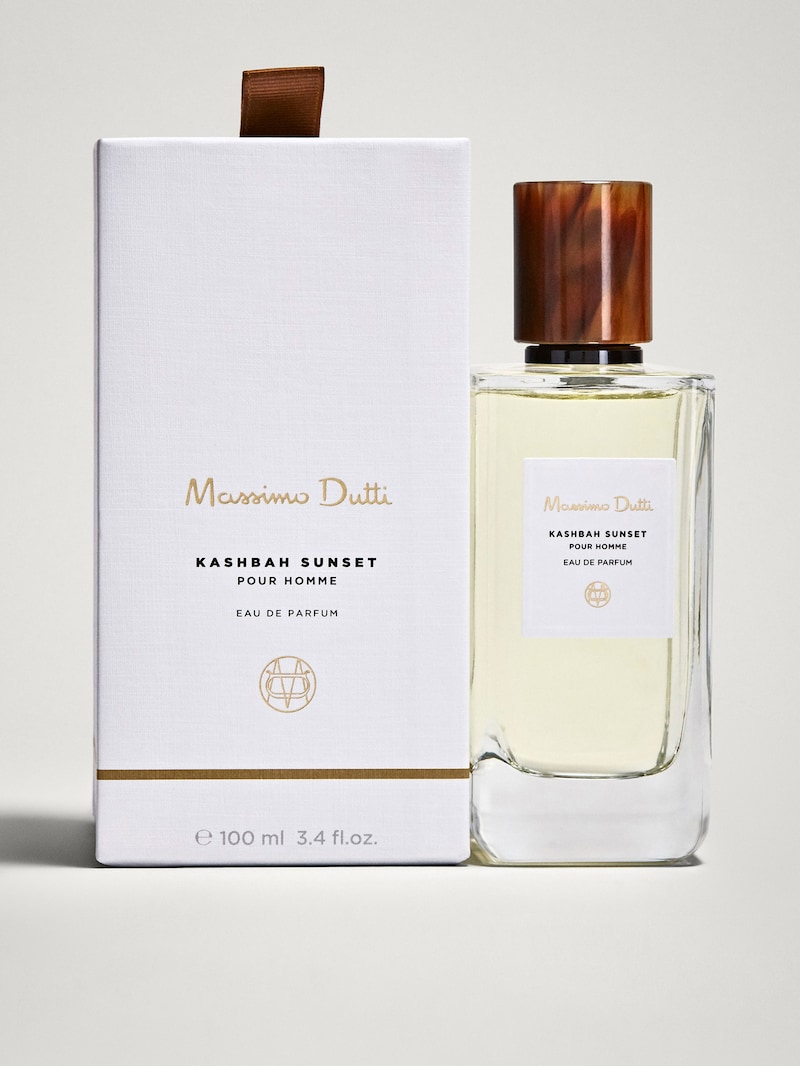 Massimo Dutti
KASHBAH SUNSET
POUR HOMME
EAU DE PARFUM
℮ 100 ml 3.4 fl.oz.
Massimo Dutti
KASHBAH SUNSET
POUR HOMME
EAU DE PARFUM